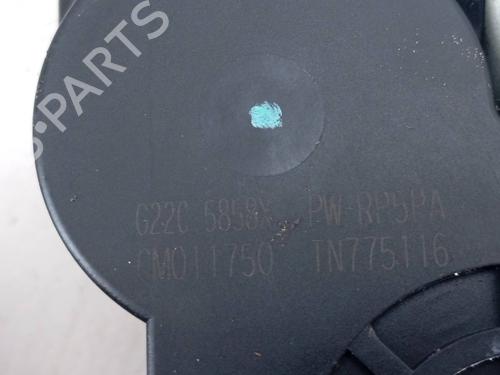 S-PARTS
G22C 5858X PW-RP5PA
CM011750 TN775116